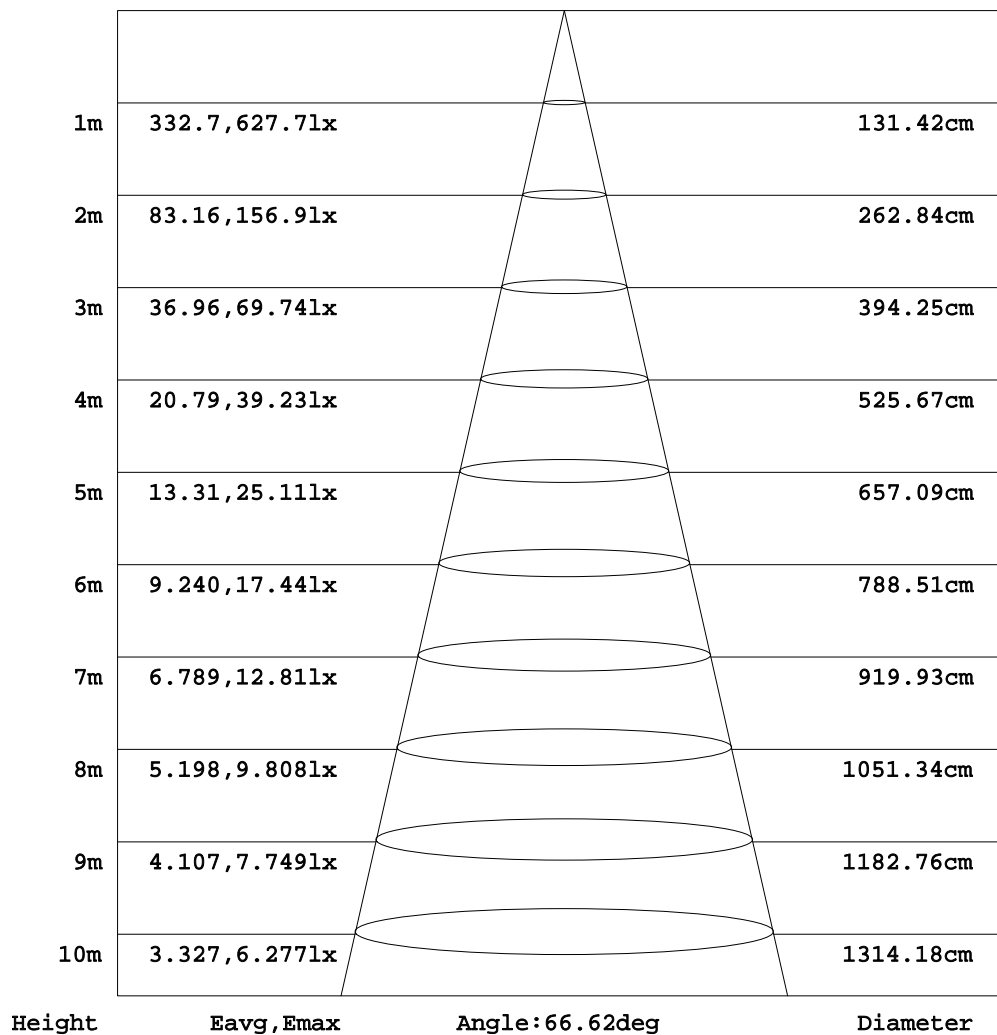 1m 332.7,627.7lx 131.42cm
2m 83.16,156.9lx 262.84cm
3m 36.96,69.74lx 394.25cm
4m 20.79,39.23lx 525.67cm
5m 13.31,25.11lx 657.09cm
6m 9.240,17.44lx 788.51cm
7m 6.789,12.81lx 919.93cm
8m 5.198,9.808lx 1051.34cm
9m 4.107,7.749lx 1182.76cm
10m 3.327,6.277lx 1314.18cm
Height Eavg,Emax Angle:66.62deg Diameter